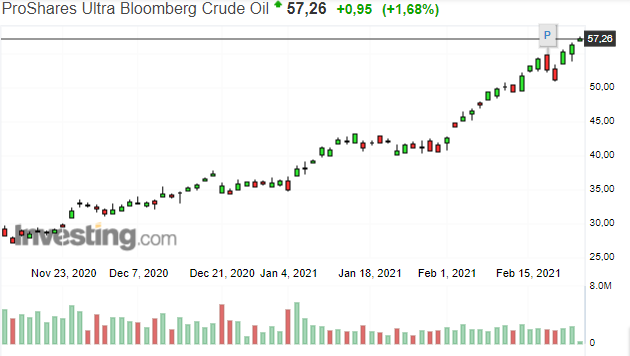 ProShares Ultra Bloomberg Crude Oil 57,26 +0,95 (+1,68%)
P
57,26
50,00
45,00
40,00
35,00
30,00
25,00
Investing.com
Nov 23, 2020 Dec 7, 2020 Dec 21, 2020 Jan 4, 2021 Jan 18, 2021 Feb 1, 2021 Feb 15, 2021
8.0M
0